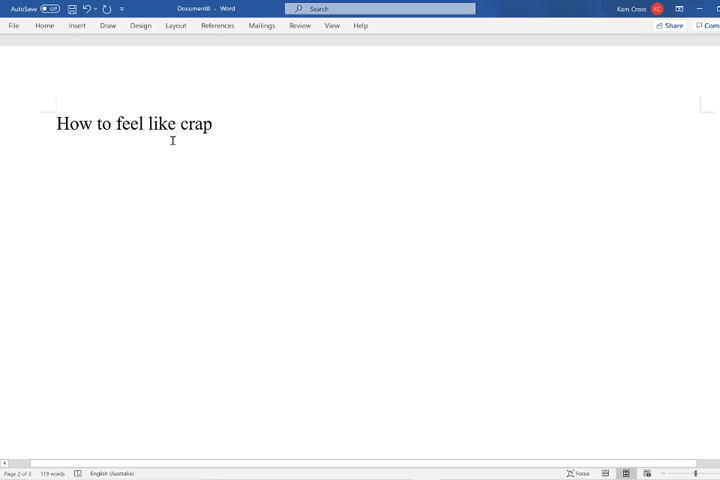 AutoSave Off Document8 - Word Search Kam Cross KC
File Home Insert Draw Design Layout References Mailings Review View Help Share Com
How to feel like crap
Page 2 of 3 119 words English (Australia) Focus